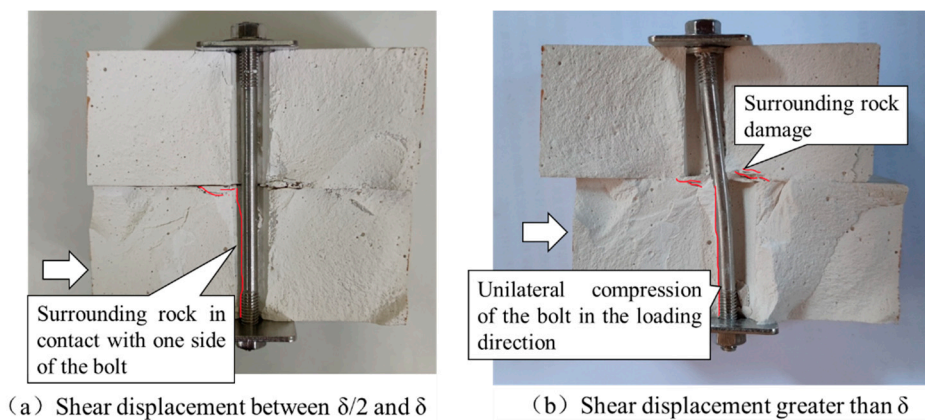 Surrounding rock
damage
Surrounding rock in
contact with one side
of the bolt
Unilateral compression
of the bolt in the loading
direction
（a）Shear displacement between δ/2 and δ
（b）Shear displacement greater than δ